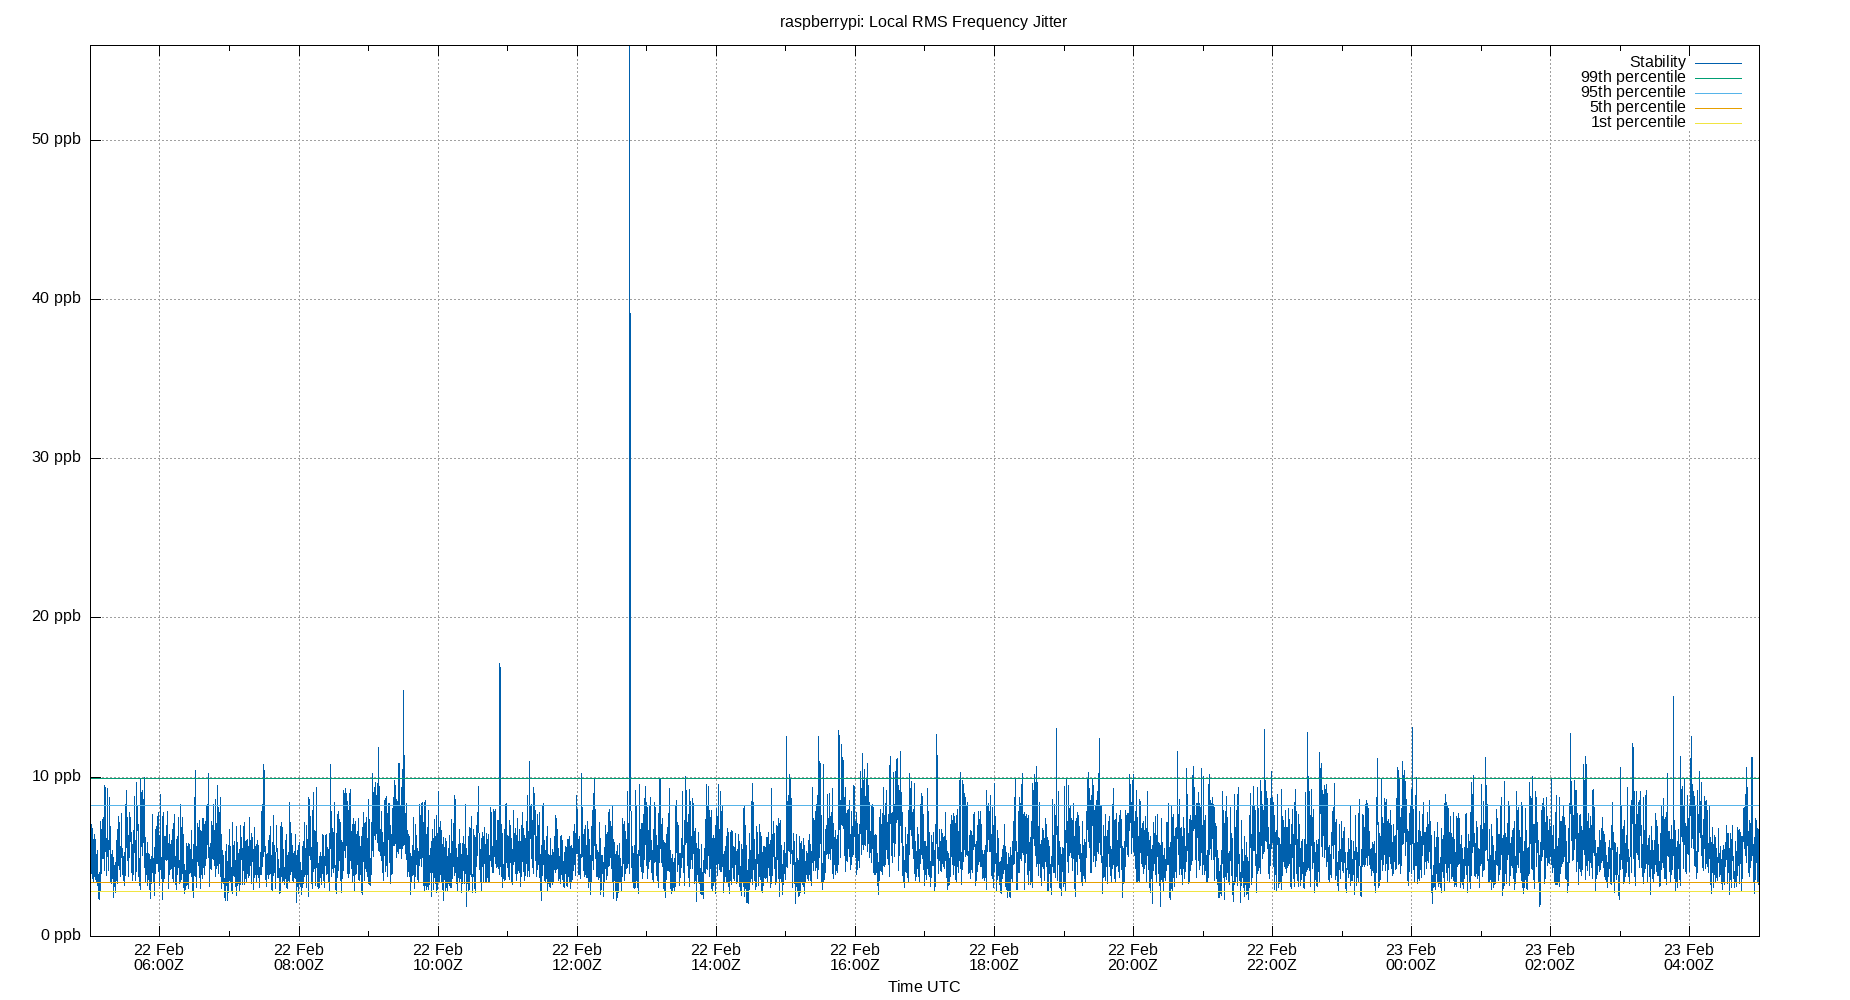 raspberrypi: Local RMS Frequency Jitter
Stability
99th percentile
95th percentile
5th percentile
1st percentile
50 ppb
40 ppb
30 ppb
20 ppb
10 ppb
0 ppb
22 Feb 22 Feb 22 Feb 22 Feb 22 Feb 22 Feb 22 Feb 22 Feb 22 Feb 23 Feb 23 Feb 23 Feb
06:00Z 08:00Z 10:00Z 12:00Z 14:00Z 16:00Z 18:00Z 20:00Z 22:00Z 00:00Z 02:00Z 04:00Z
Time UTC